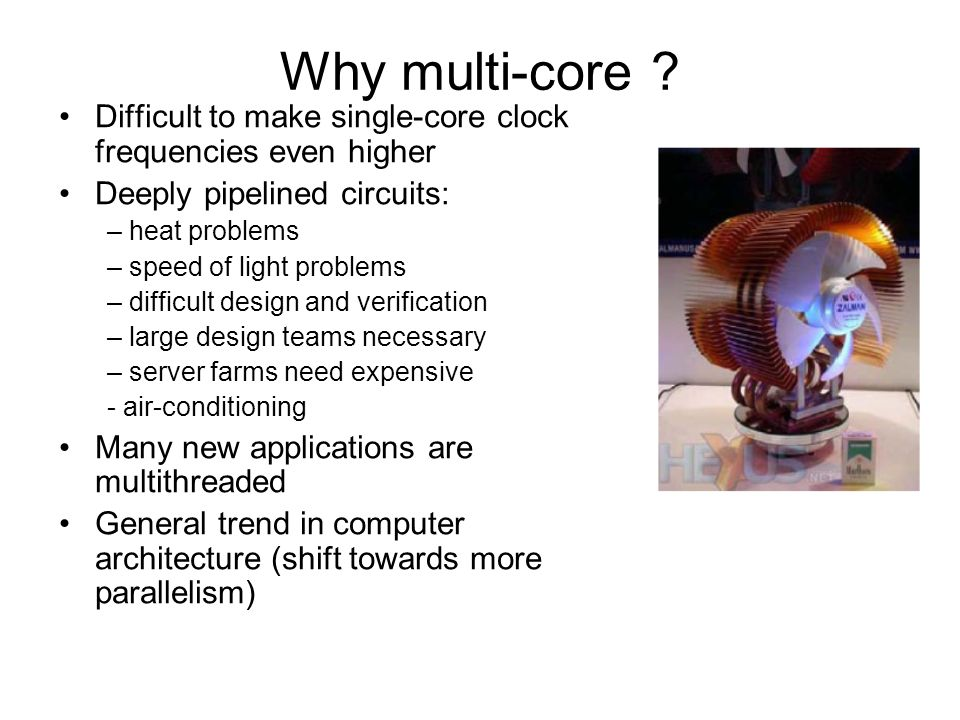 Why multi-core ?
• Difficult to make single-core clock
frequencies even higher
• Deeply pipelined circuits:
– heat problems
– speed of light problems
– difficult design and verification
– large design teams necessary
– server farms need expensive
- air-conditioning
• Many new applications are
multithreaded
• General trend in computer
architecture (shift towards more
parallelism)
ZALMAN
HEXUS
.NET
Marlboro